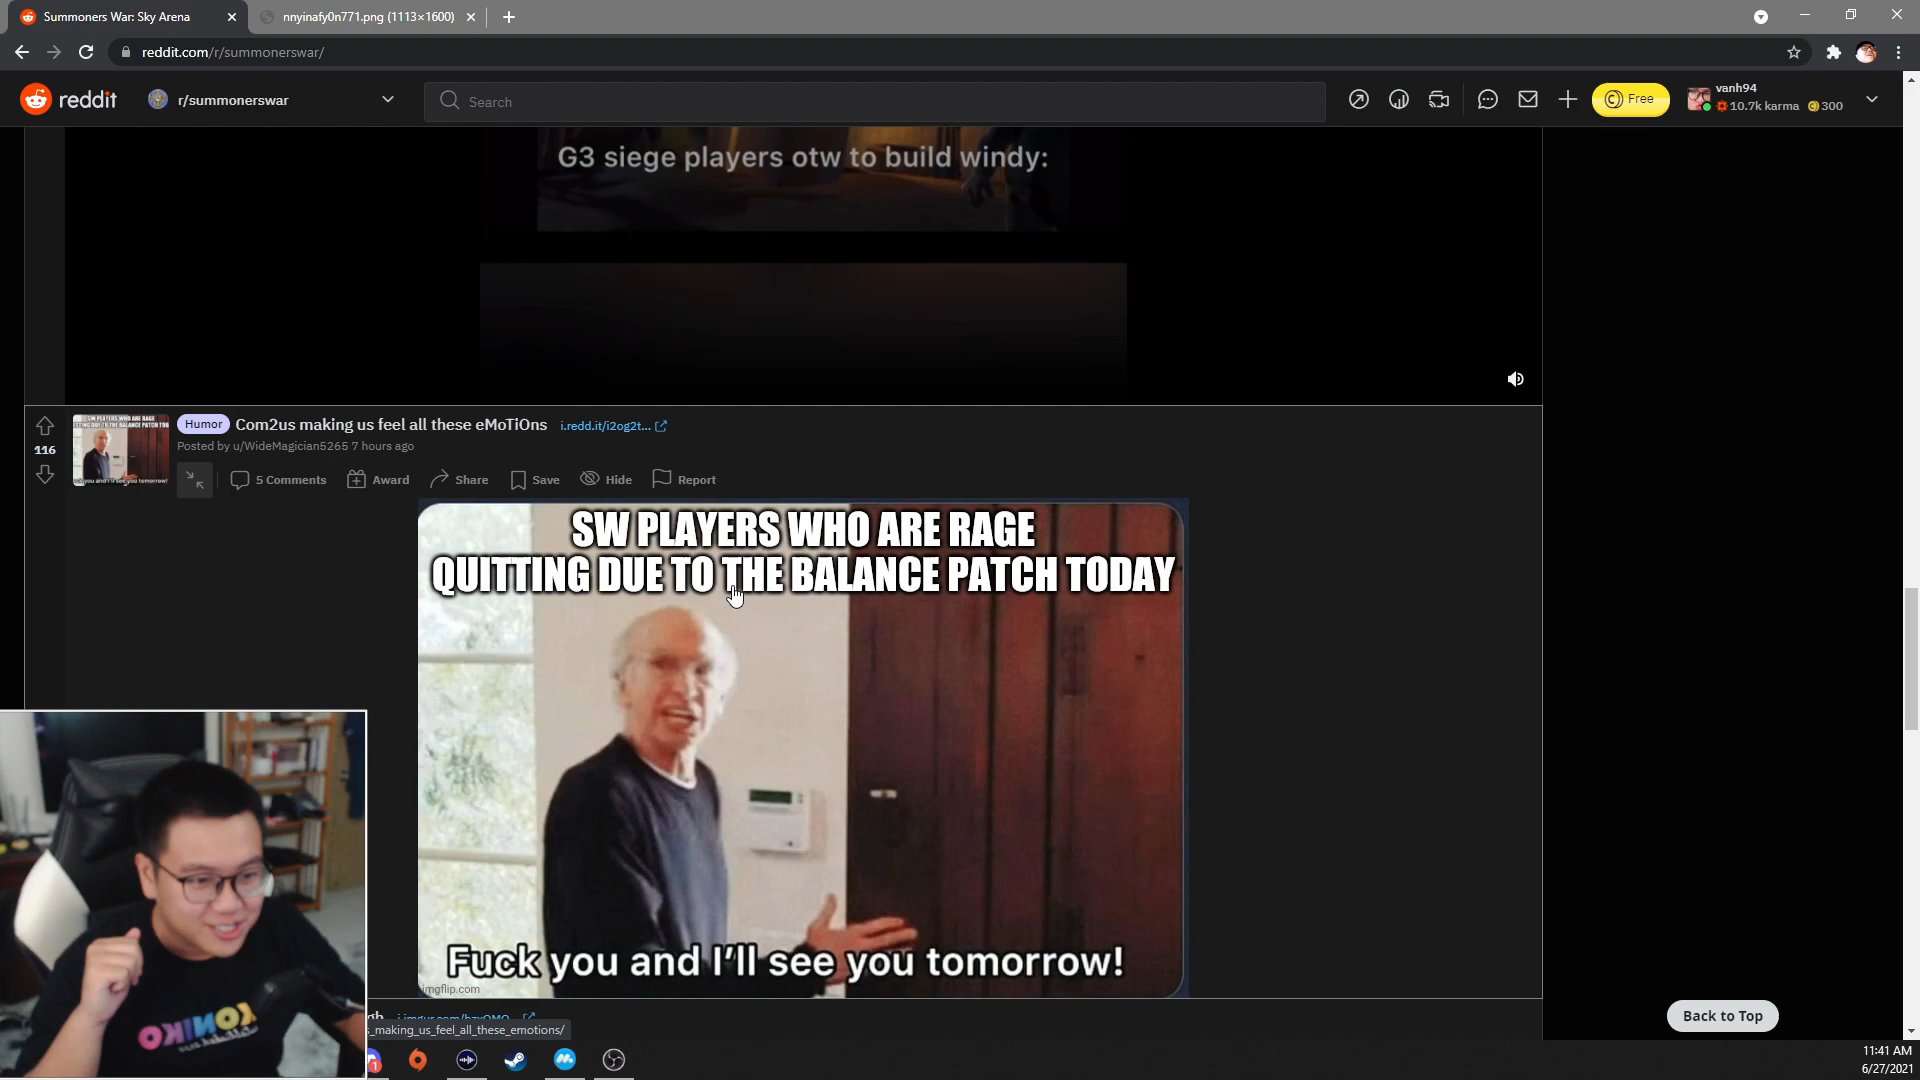 Summoners War: Sky Arena
nnyinafy0n771.png (1113×1600)
reddit.com/r/summonerswar/
reddit
r/summonerswar
Search
Free
vanh94
10.7k karma
300
G3 siege players otw to build windy:
116
Humor
Com2us making us feel all these eMoTiOns
i.redd.it/i2og2t...
Posted by u/WideMagician5265 7 hours ago
5 Comments
Award
Share
Save
Hide
Report
SW PLAYERS WHO ARE RAGE
QUITTING DUE TO THE BALANCE PATCH TODAY
Fuck you and I'll see you tomorrow!
imgflip.com
_making_us_feel_all_these_emotions/
Back to Top
KONIKO
1
11:41 AM
6/27/2021